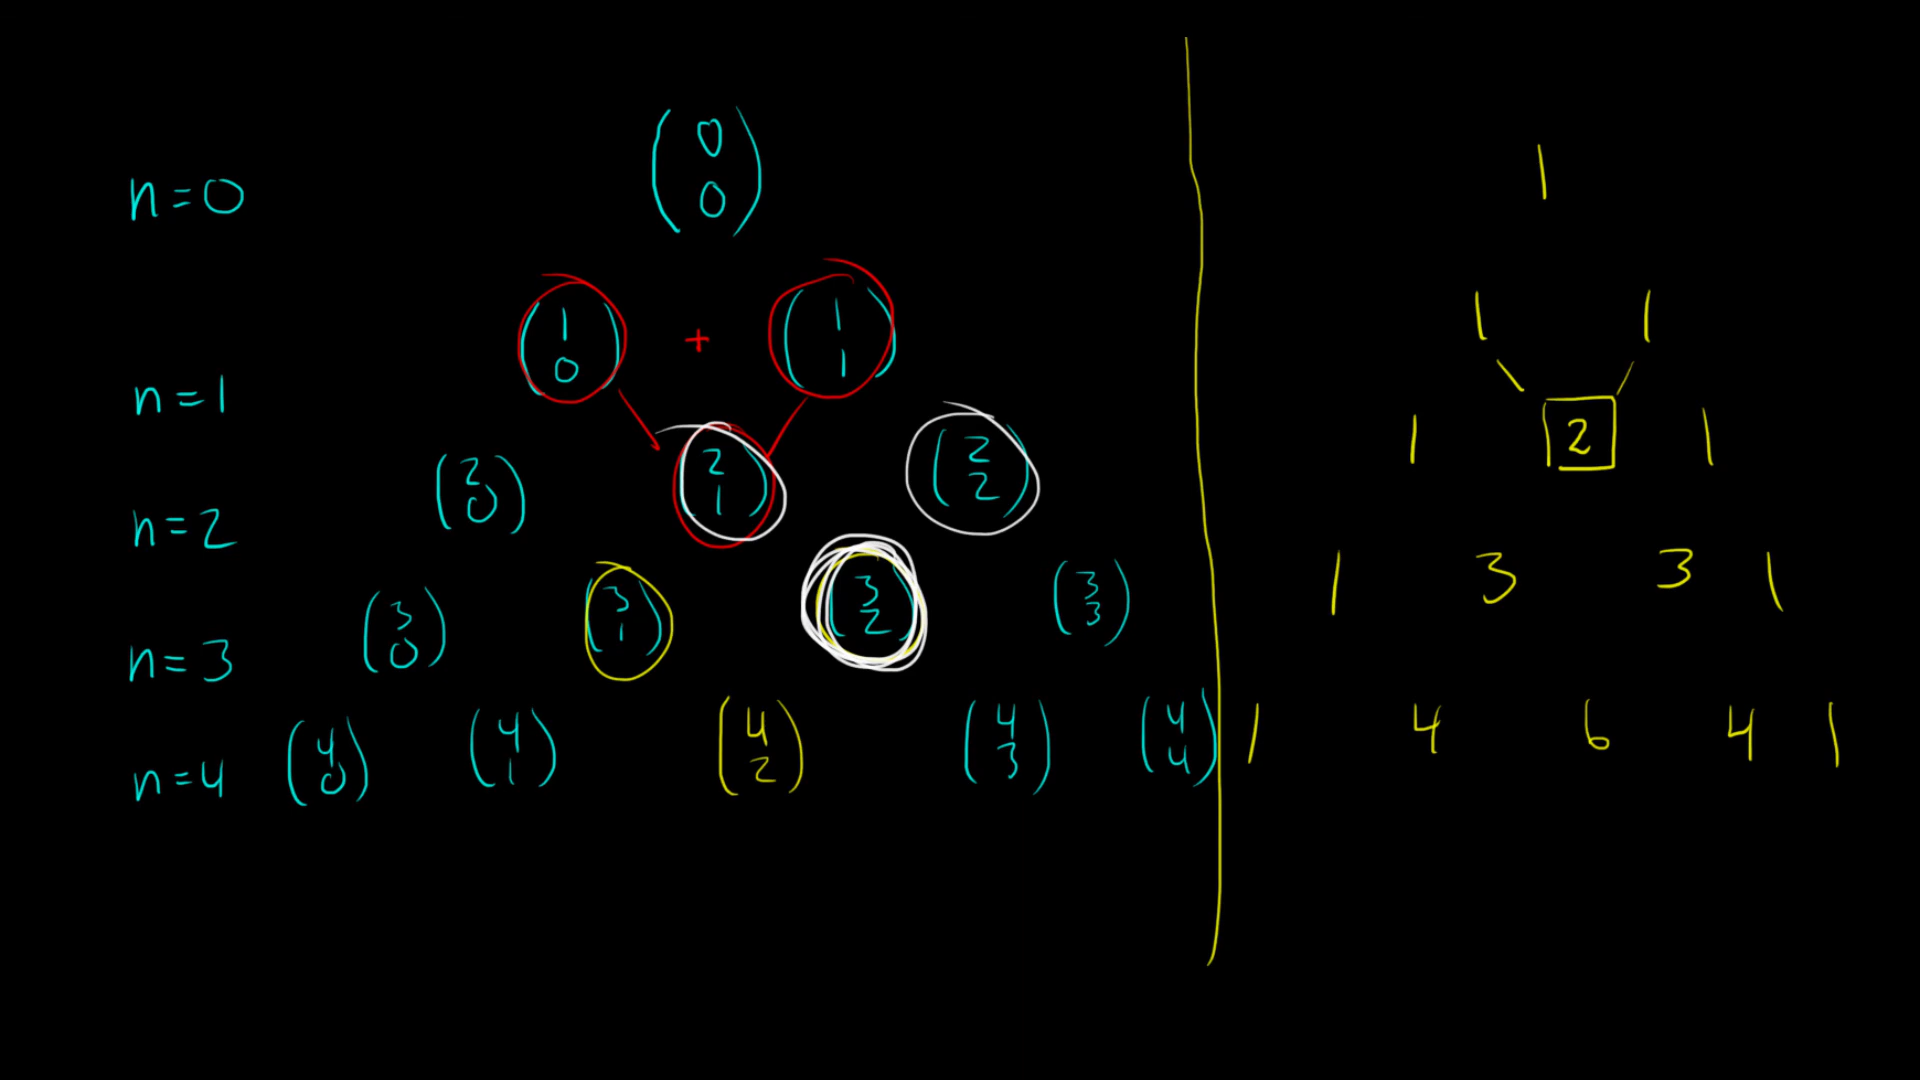 n=0 (0 0) 1
n=1 (1 0) + (1 1) 1 1
n=2 (2 0) (2 1) (2 2) 1 2 1
n=3 (3 0) (3 1) (3 2) (3 3) 1 3 3 1
n=4 (4 0) (4 1) (4 2) (4 3) (4 4) 1 4 6 4 1